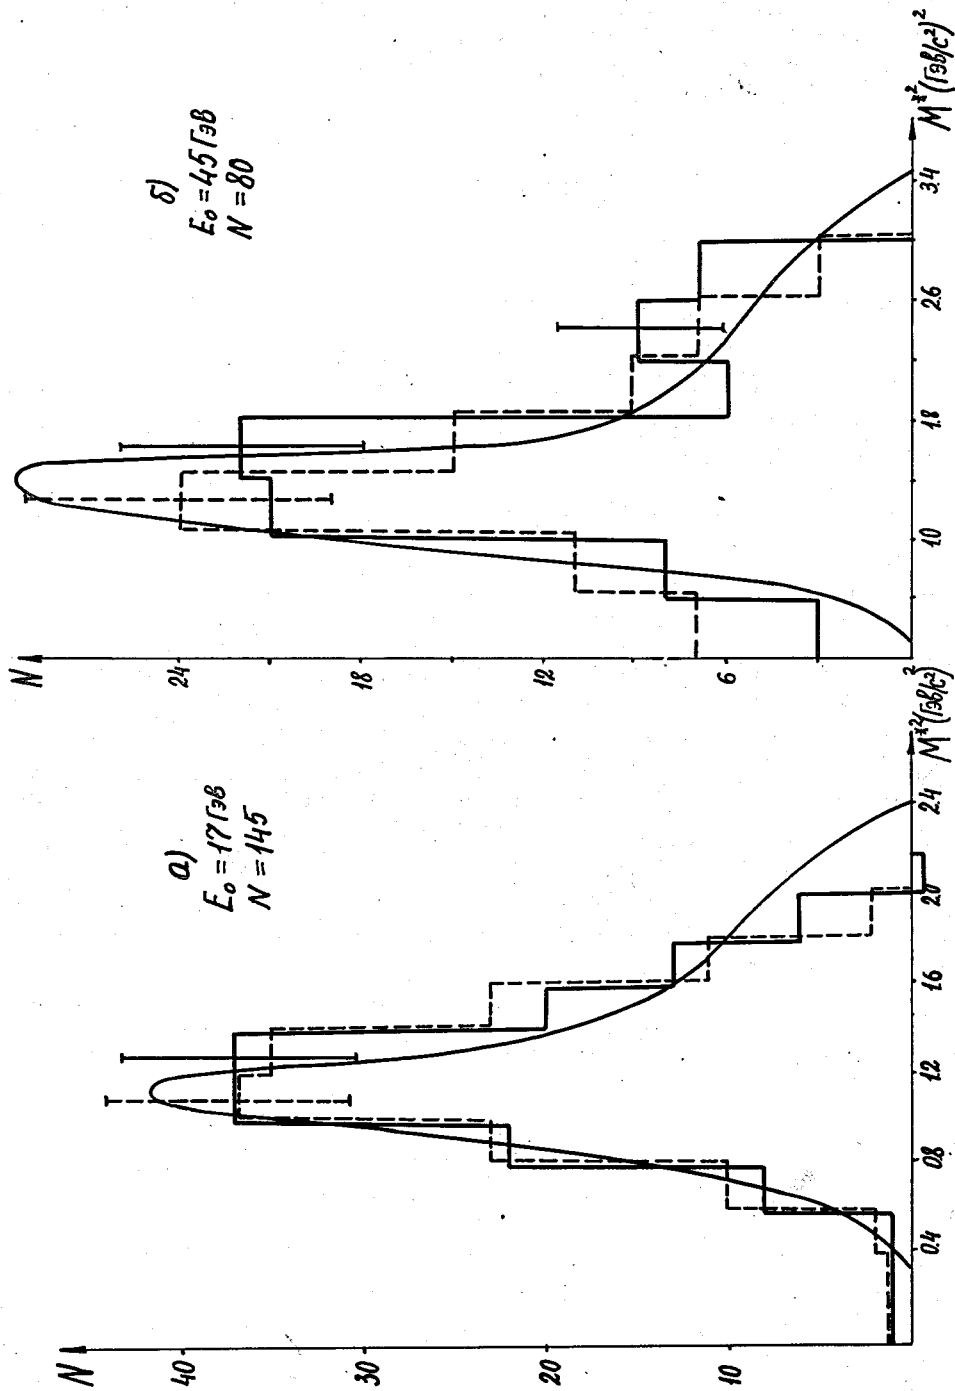 а)
E₀ = 17 ГэВ
N = 145
N
40
30
20
10
0.4
0.8
1.2
1.6
2.0
2.4
M*² (ГэВ/c²)²
б)
E₀ = 45 ГэВ
N = 80
N
24
18
12
6
1.0
1.8
2.6
3.4
M*² (ГэВ/c²)²